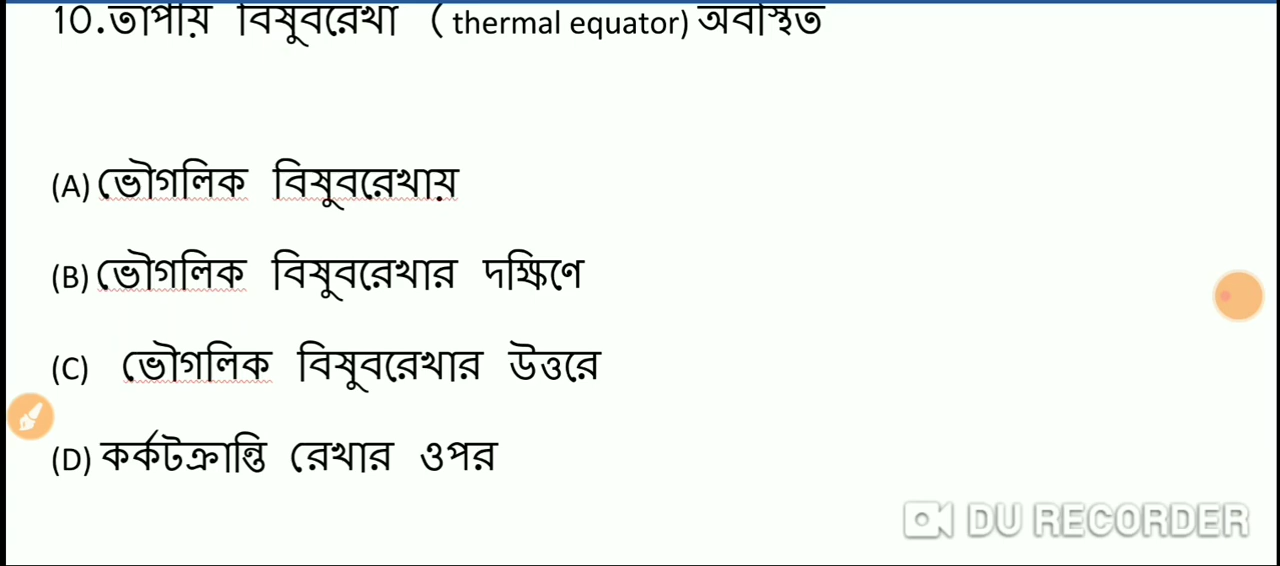 10.তাপীয় বিষুবরেখা ( thermal equator) অবস্থিত
(A) ভৌগলিক বিষুবরেখায়
(B) ভৌগলিক বিষুবরেখার দক্ষিণে
(C) ভৌগলিক বিষুবরেখার উত্তরে
(D) কর্কটক্রান্তি রেখার ওপর
DU RECORDER